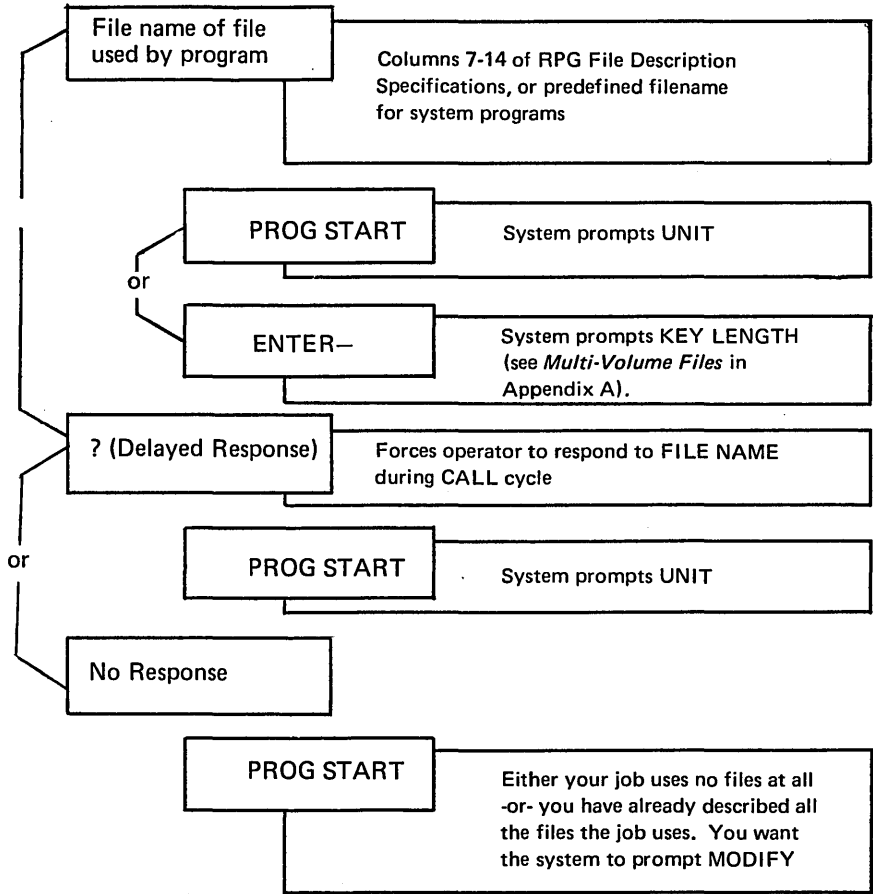 File name of file
used by program
Columns 7-14 of RPG File Description
Specifications, or predefined filename
for system programs
PROG START
System prompts UNIT
or
ENTER–
System prompts KEY LENGTH
(see Multi-Volume Files in
Appendix A).
? (Delayed Response)
Forces operator to respond to FILE NAME
during CALL cycle
or
PROG START
System prompts UNIT
No Response
PROG START
Either your job uses no files at all
-or- you have already described all
the files the job uses. You want
the system to prompt MODIFY